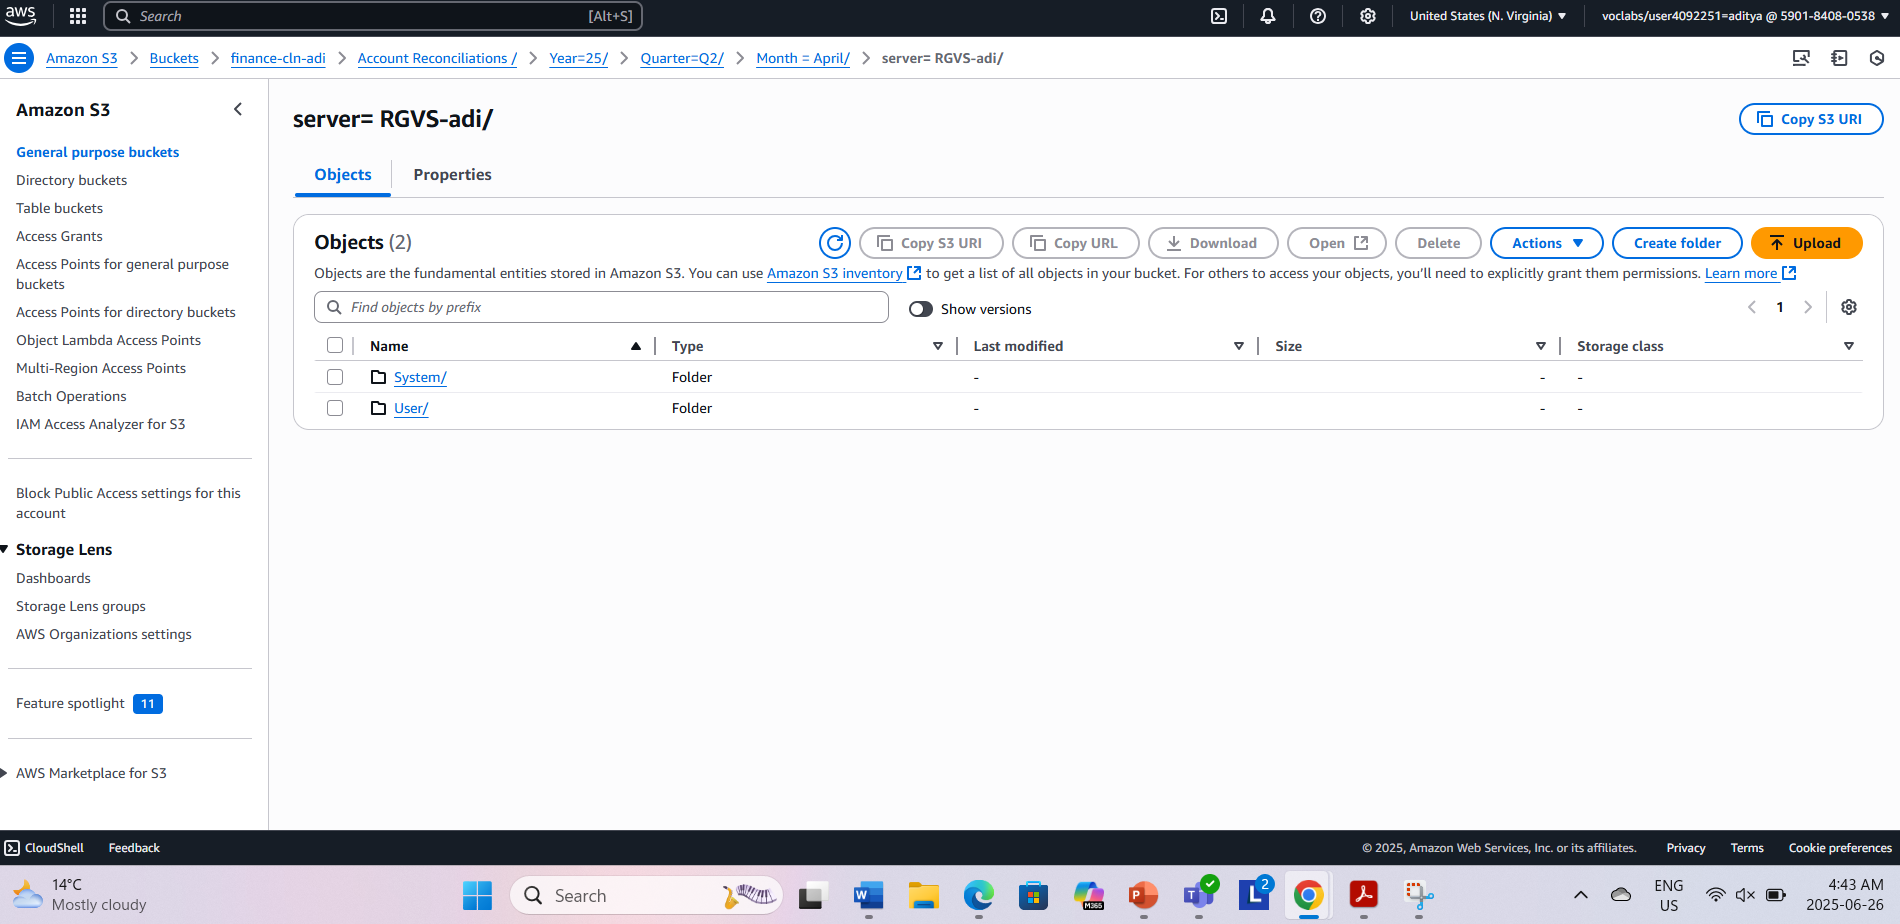 aws
Search [Alt+S]
United States (N. Virginia)
voclabs/user4092251=aditya @ 5901-8408-0538
Amazon S3
Buckets
finance-cln-adi
Account Reconciliations /
Year=25/
Quarter=Q2/
Month = April/
server= RGVS-adi/
Amazon S3
General purpose buckets
Directory buckets
Table buckets
Access Grants
Access Points for general purpose
buckets
Access Points for directory buckets
Object Lambda Access Points
Multi-Region Access Points
Batch Operations
IAM Access Analyzer for S3
Block Public Access settings for this
account
Storage Lens
Dashboards
Storage Lens groups
AWS Organizations settings
Feature spotlight 11
AWS Marketplace for S3
server= RGVS-adi/
Copy S3 URI
Objects
Properties
Objects (2)
Copy S3 URI
Copy URL
Download
Open
Delete
Actions
Create folder
Upload
Objects are the fundamental entities stored in Amazon S3. You can use Amazon S3 inventory to get a list of all objects in your bucket. For others to access your objects, you'll need to explicitly grant them permissions. Learn more
Find objects by prefix
Show versions
1
Name Type Last modified Size Storage class
System/ Folder - - -
User/ Folder - - -
CloudShell Feedback
© 2025, Amazon Web Services, Inc. or its affiliates. Privacy Terms Cookie preferences
14°C
Mostly cloudy
Search
W
M365
P
T
L 2
ENG
US
4:43 AM
2025-06-26